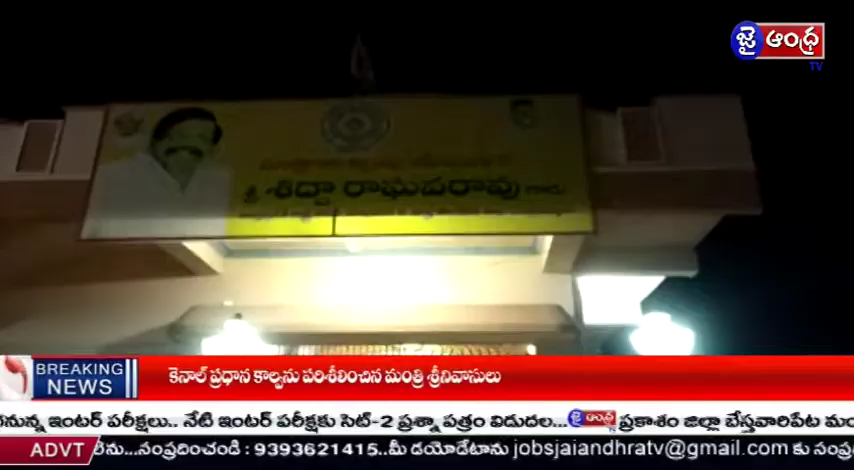 జై ఆంధ్ర
TV
శ్రీ శిద్దా రాఘవరావు గారు
BREAKING NEWS
కెనాల్ ప్రధాన కాల్వను పరిశీలించిన మంత్రి శ్రీనివాసులు
నున్న ఇంటర్ పరీక్షలు.. నేటి ఇంటర్ పరీక్షకు సెట్-2 ప్రశ్నా పత్రం విడుదల... జై ఆంధ్ర ప్రకాశం జిల్లా బేస్తవారిపేట మం
ADVT లెను...సంప్రదించండి : 9393621415..మీ డయోడేటాను jobsjaiandhratv@gmail.com కు సంప్ర